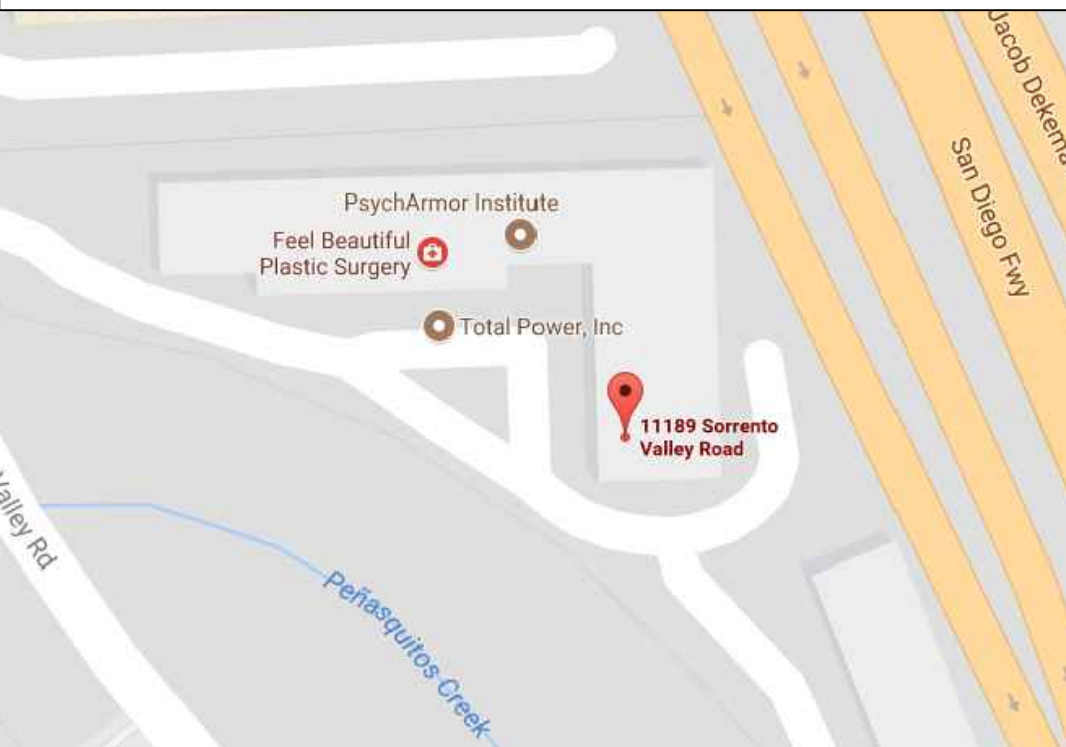 Jacob Dekema
San Diego Fwy
PsychArmor Institute
Feel Beautiful
Plastic Surgery
Total Power, Inc
11189 Sorrento
Valley Road
Valley Rd
Peñasquitos Creek